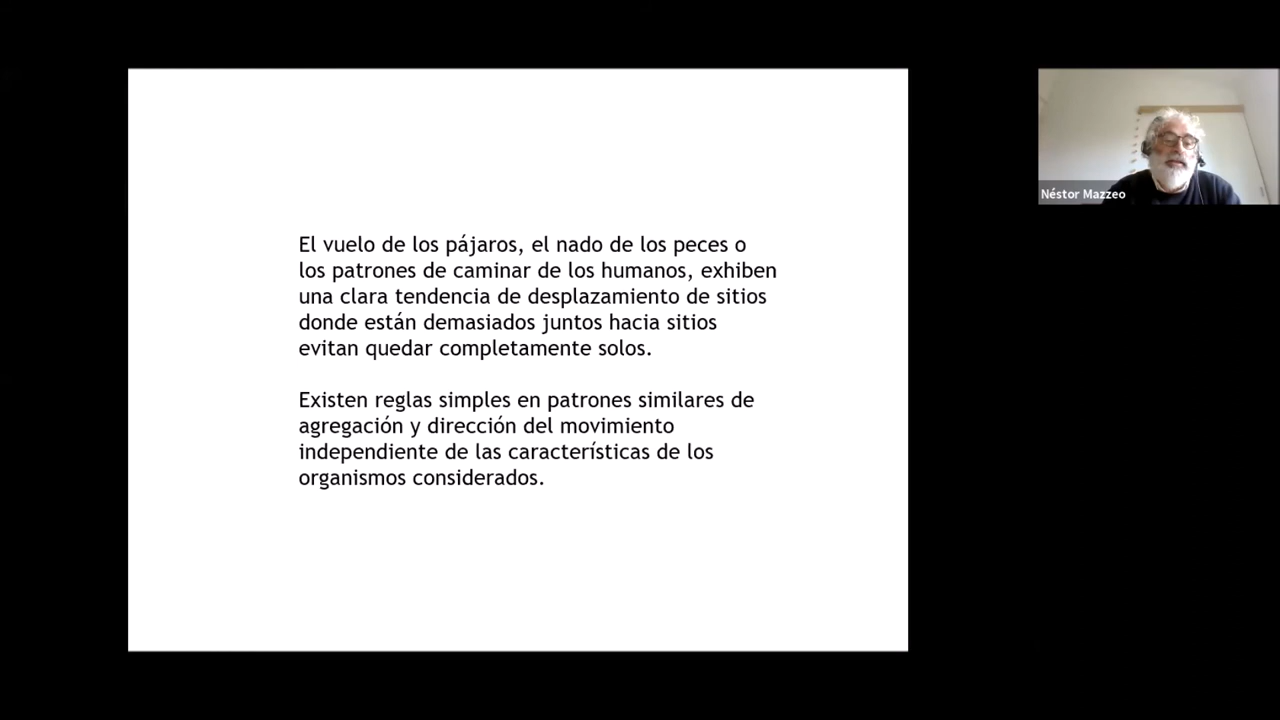 El vuelo de los pájaros, el nado de los peces o
los patrones de caminar de los humanos, exhiben
una clara tendencia de desplazamiento de sitios
donde están demasiados juntos hacia sitios
evitan quedar completamente solos.
Existen reglas simples en patrones similares de
agregación y dirección del movimiento
independiente de las características de los
organismos considerados.
Néstor Mazzeo